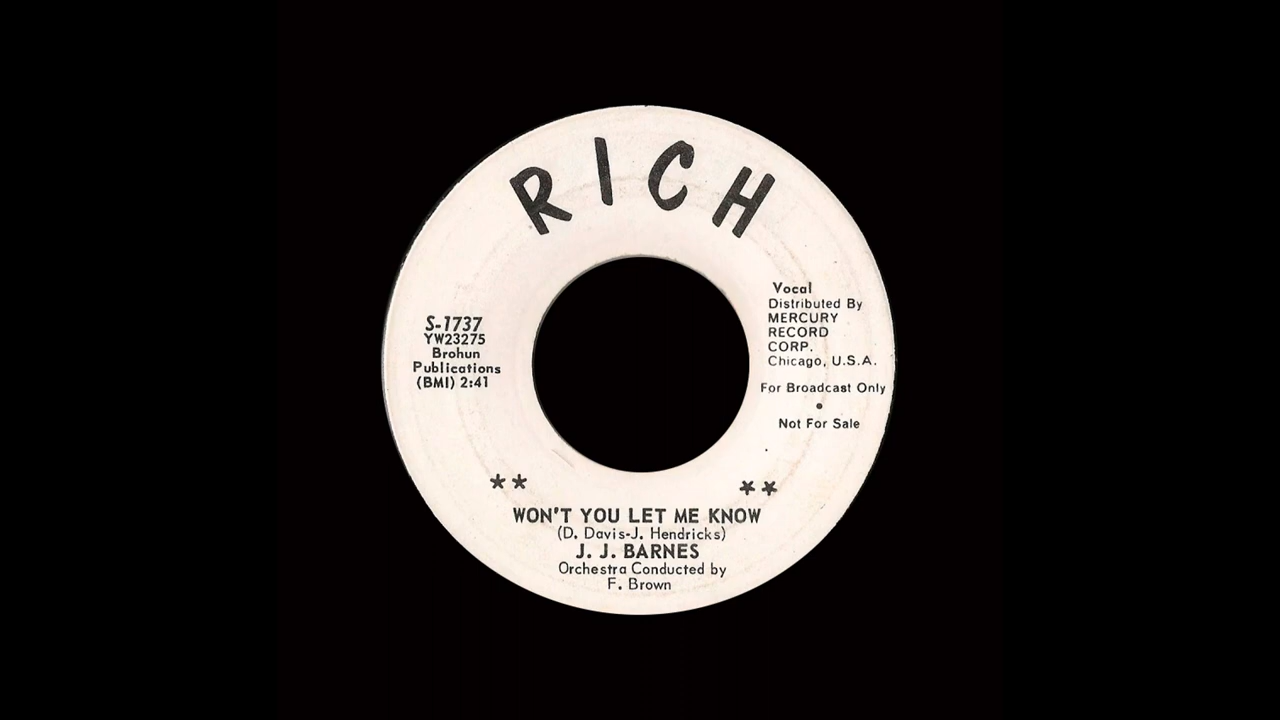 RICH
S-1737
YW23275
Brohun
Publications
(BMI) 2:41
Vocal
Distributed By
MERCURY
RECORD
CORP.
Chicago, U.S.A.
For Broadcast Only
•
Not For Sale
** **
WON'T YOU LET ME KNOW
(D. Davis-J. Hendricks)
J. J. BARNES
Orchestra Conducted by
F. Brown